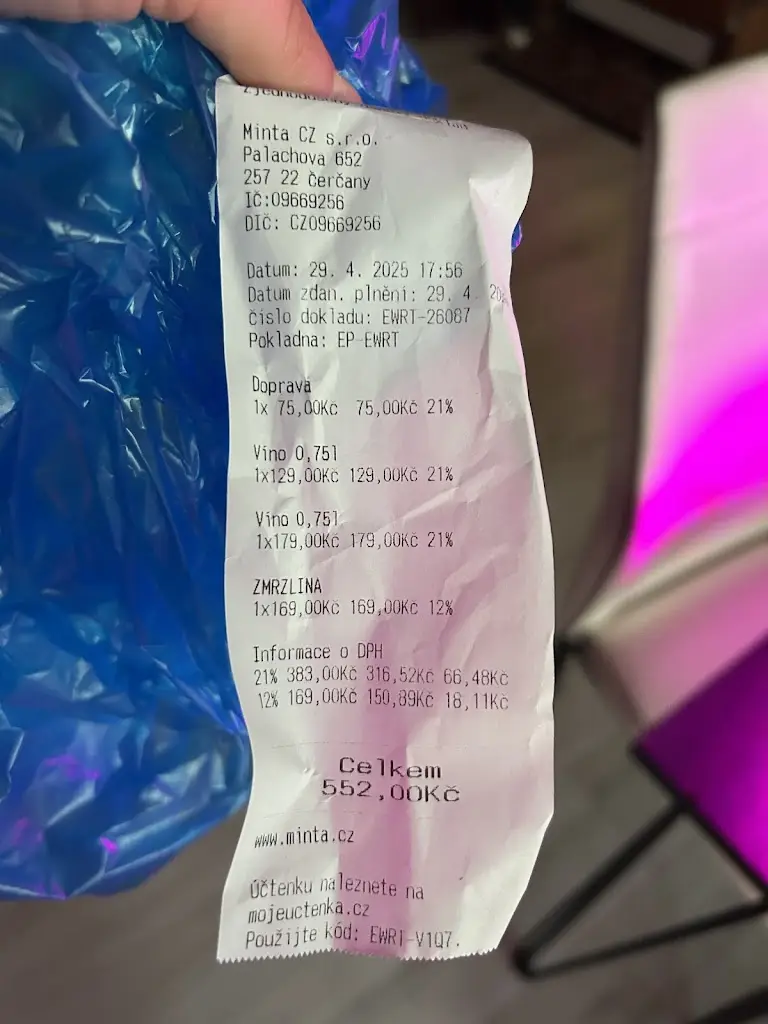 Minta CZ s.r.o.
Palachova 652
257 22 Čerčany
IČ:09669256
DIČ: CZ09669256
Datum: 29. 4. 2025 17:56
Datum zdan. plnění: 29. 4
číslo dokladu: EWRT-26087
Pokladna: EP-EWRT
Doprava
1x 75,00Kč 75,00Kč 21%
Víno 0,75l
1x129,00Kč 129,00Kč 21%
Víno 0,75l
1x179,00Kč 179,00Kč 21%
ZMRZLINA
1x169,00Kč 169,00Kč 12%
Informace o DPH
21% 383,00Kč 316,52Kč 66,48Kč
12% 169,00Kč 150,89Kč 18,11Kč
Celkem
552,00Kč
www.minta.cz
Účtenku naleznete na
mojeuctenka.cz
Použijte kód: EWRT-V1Q7.